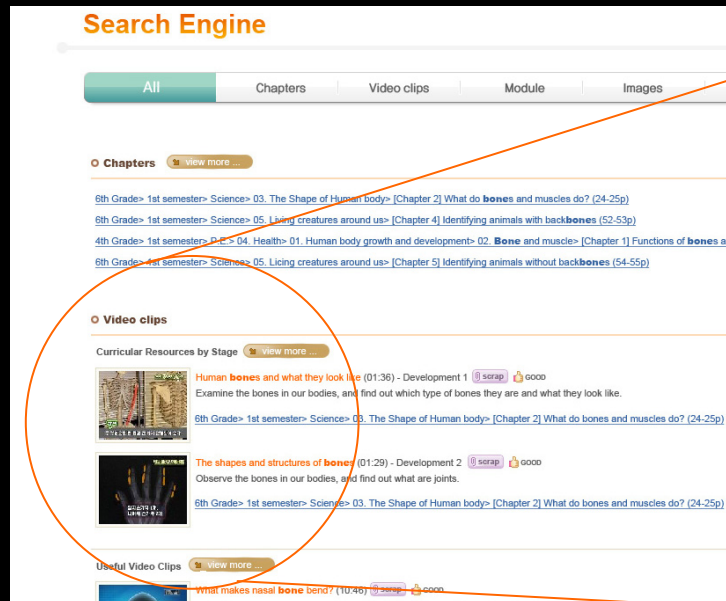 Search Engine
All
Chapters
Video clips
Module
Images
Chapters view more ...
6th Grade> 1st semester> Science> 03. The Shape of Human body> [Chapter 2] What do bones and muscles do? (24-25p)
6th Grade> 1st semester> Science> 05. Living creatures around us> [Chapter 4] Identifying animals with backbones (52-53p)
4th Grade> 1st semester> P.E.> 04. Health> 01. Human body growth and development> 02. Bone and muscle> [Chapter 1] Functions of bones a
6th Grade> 1st semester> Science> 05. Licing creatures around us> [Chapter 5] Identifying animals without backbones (54-55p)
Video clips
Curricular Resources by Stage view more ...
Human bones and what they look like (01:36) - Development 1 scrap GOOD
Examine the bones in our bodies, and find out which type of bones they are and what they look like.
6th Grade> 1st semester> Science> 03. The Shape of Human body> [Chapter 2] What do bones and muscles do? (24-25p)
The shapes and structures of bones (01:29) - Development 2 scrap GOOD
Observe the bones in our bodies, and find out what are joints.
6th Grade> 1st semester> Science> 03. The Shape of Human body> [Chapter 2] What do bones and muscles do? (24-25p)
Useful Video Clips view more ...
What makes nasal bone bend? (10:46) scrap GOOD